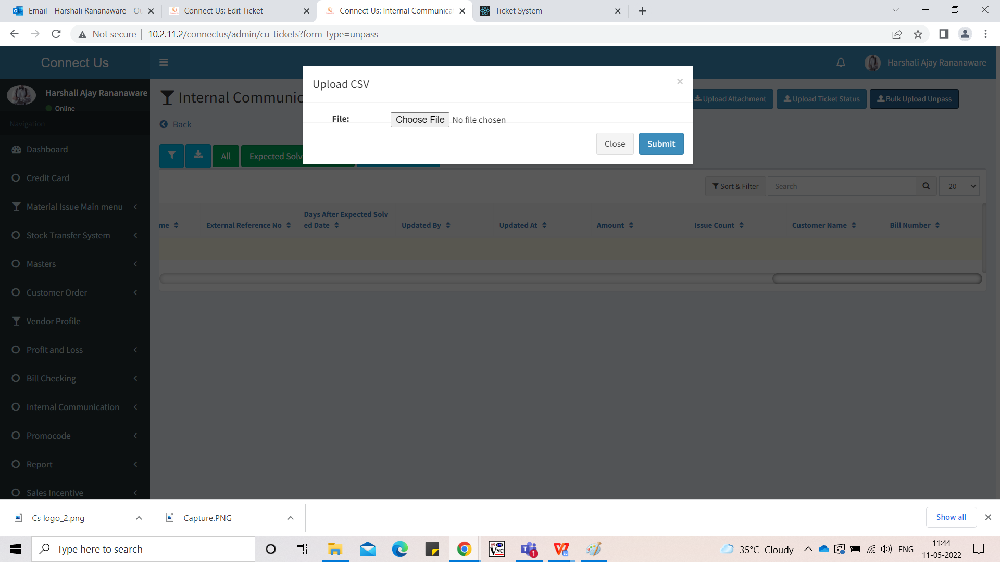 Email - Harshali Rananaware - Ou
Connect Us: Edit Ticket
Connect Us: Internal Communica
Ticket System
Not secure
10.2.11.2/connectus/admin/cu_tickets?form_type=unpass
Connect Us
Harshali Ajay Rananaware
Harshali Ajay Rananaware
Online
Navigation
Dashboard
Credit Card
Material Issue Main menu
Stock Transfer System
Masters
Customer Order
Vendor Profile
Profit and Loss
Bill Checking
Internal Communication
Promocode
Report
Sales Incentive
Internal Communic
Upload Attachment
Upload Ticket Status
Bulk Upload Unpass
Back
All
Expected Solv
Upload CSV
×
File:
Choose File
No file chosen
Close
Submit
Sort & Filter
Search
20
me
External Reference No
Days After Expected Solv
ed Date
Updated By
Updated At
Amount
Issue Count
Customer Name
Bill Number
Cs logo_2.png
Capture.PNG
Show all
Type here to search
VNC
T
1
W
35°C Cloudy
ENG
11:44
11-05-2022